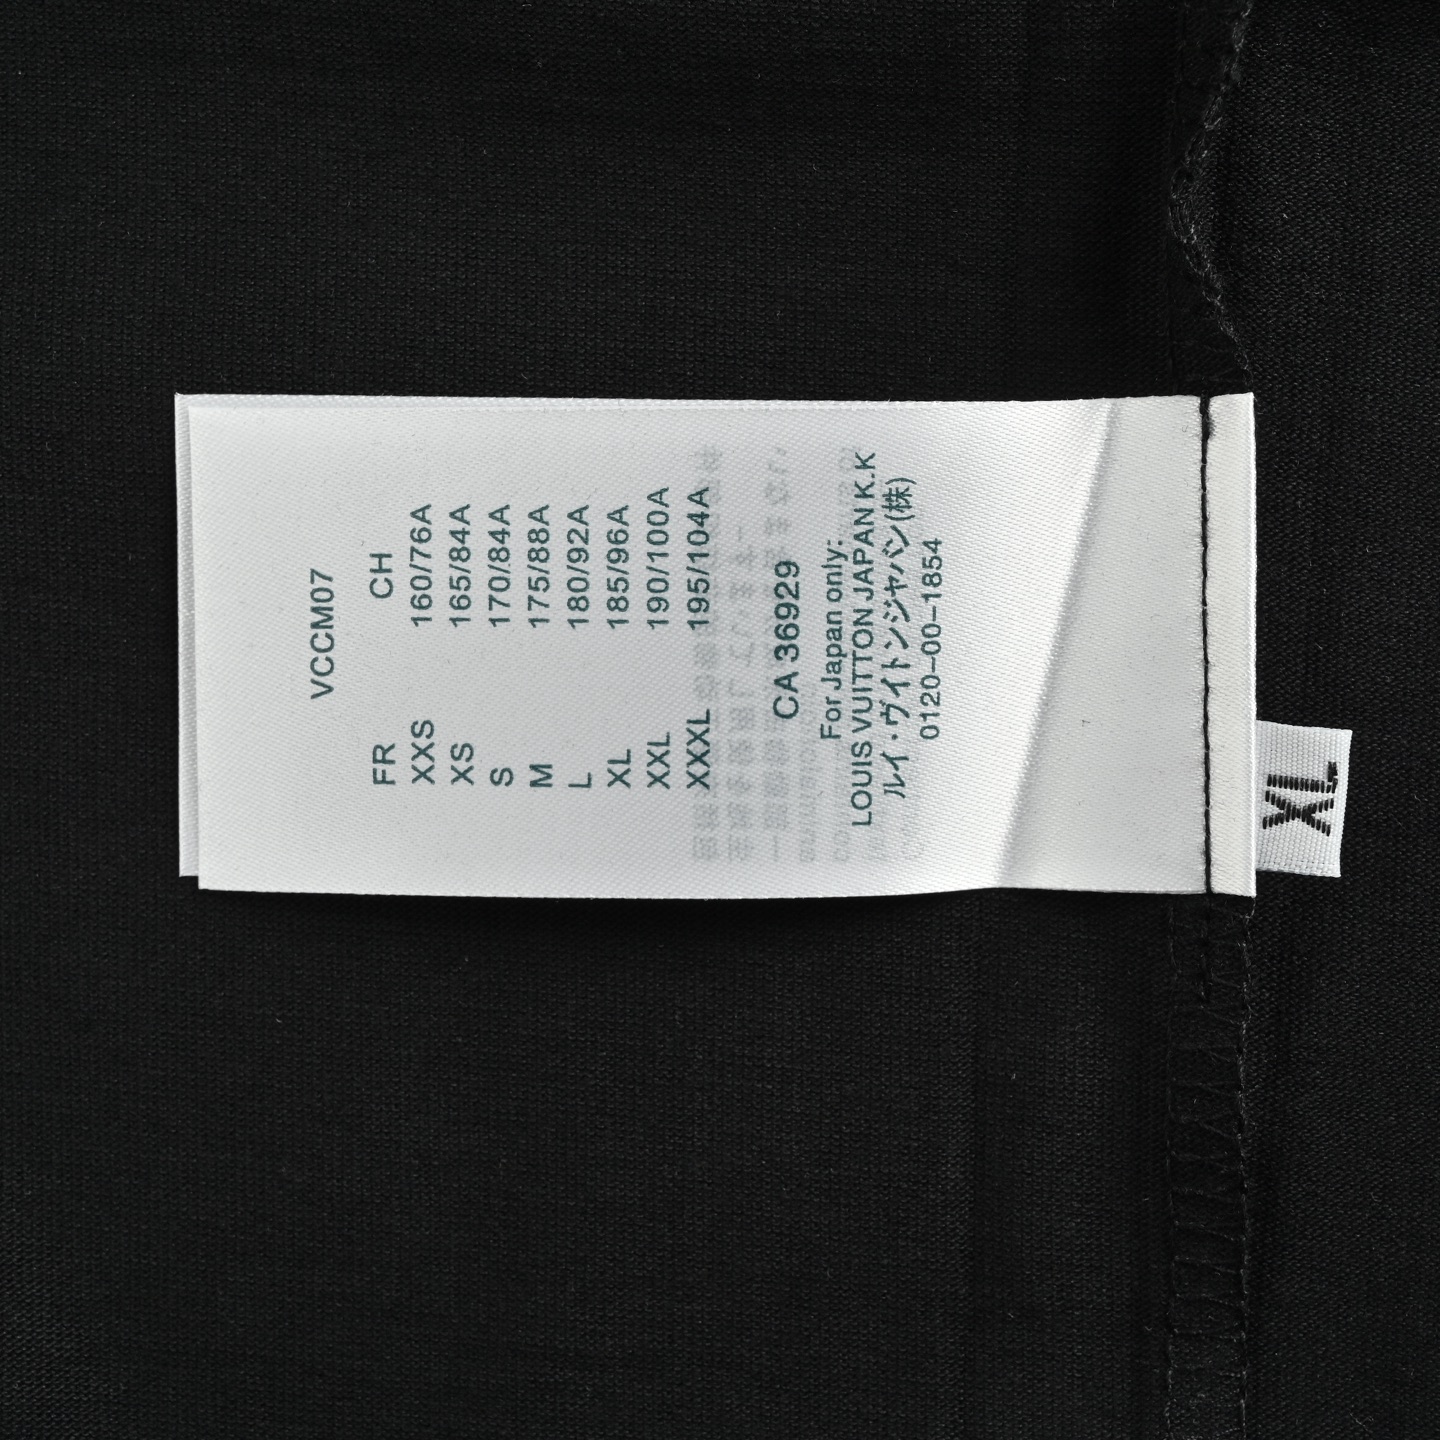 VCCM07
FR CH
XXS 160/76A
XS 165/84A
S 170/84A
M 175/88A
L 180/92A
XL 185/96A
XXL 190/100A
XXXL 195/104A
CA 36929
For Japan only:
LOUIS VUITTON JAPAN K.K
ルイ・ヴィトンジャパン(株)
0120-00-1854
XL